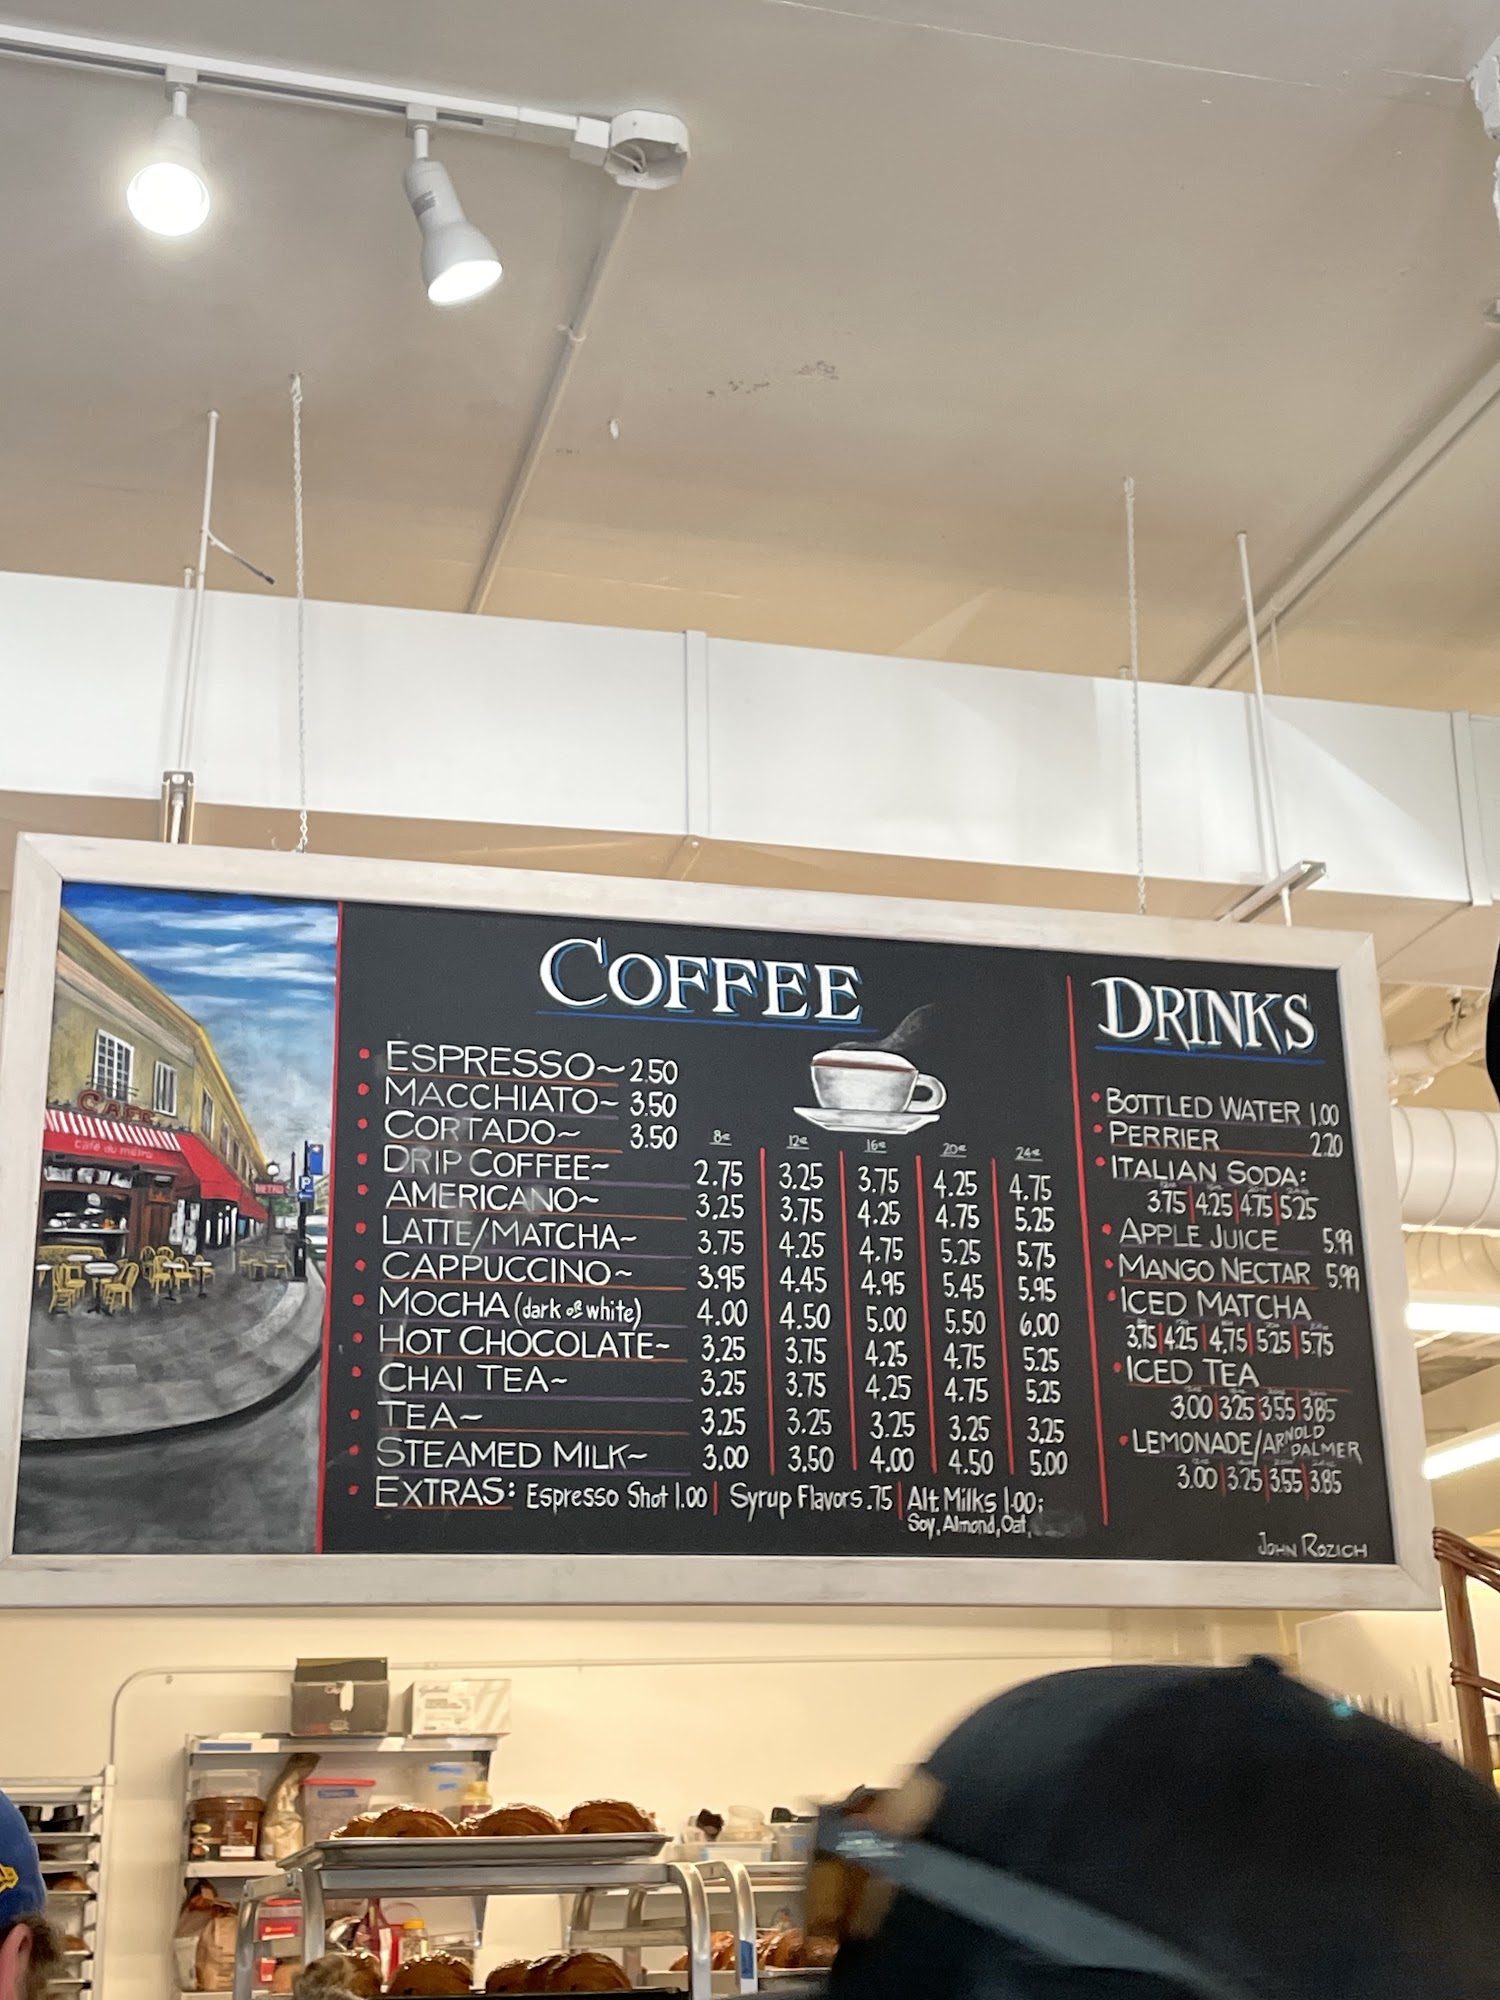 CAFE
café du métro
METRO
P
COFFEE
ESPRESSO~ 2.50
MACCHIATO~ 3.50
CORTADO~ 3.50
8oz 12oz 16oz 20oz 24oz
DRIP COFFEE~ 2.75 3.25 3.75 4.25 4.75
AMERICANO~ 3.25 3.75 4.25 4.75 5.25
LATTE/MATCHA~ 3.75 4.25 4.75 5.25 5.75
CAPPUCCINO~ 3.95 4.45 4.95 5.45 5.95
MOCHA (dark or white) 4.00 4.50 5.00 5.50 6.00
HOT CHOCOLATE~ 3.25 3.75 4.25 4.75 5.25
CHAI TEA~ 3.25 3.75 4.25 4.75 5.25
TEA~ 3.25 3.25 3.25 3.25 3.25
STEAMED MILK~ 3.00 3.50 4.00 4.50 5.00
EXTRAS: Espresso Shot 1.00 | Syrup Flavors .75 | Alt. Milks 1.00;
Soy, Almond, Oat,
DRINKS
BOTTLED WATER 1.00
PERRIER 2.20
ITALIAN SODA:
3.75 | 4.25 | 4.75 | 5.25
APPLE JUICE 5.99
MANGO NECTAR 5.99
ICED MATCHA
3.75 | 4.25 | 4.75 | 5.25 | 5.75
ICED TEA
3.00 | 3.25 | 3.55 | 3.85
LEMONADE/ARNOLD PALMER
3.00 | 3.25 | 3.55 | 3.85
JOHN ROZICH